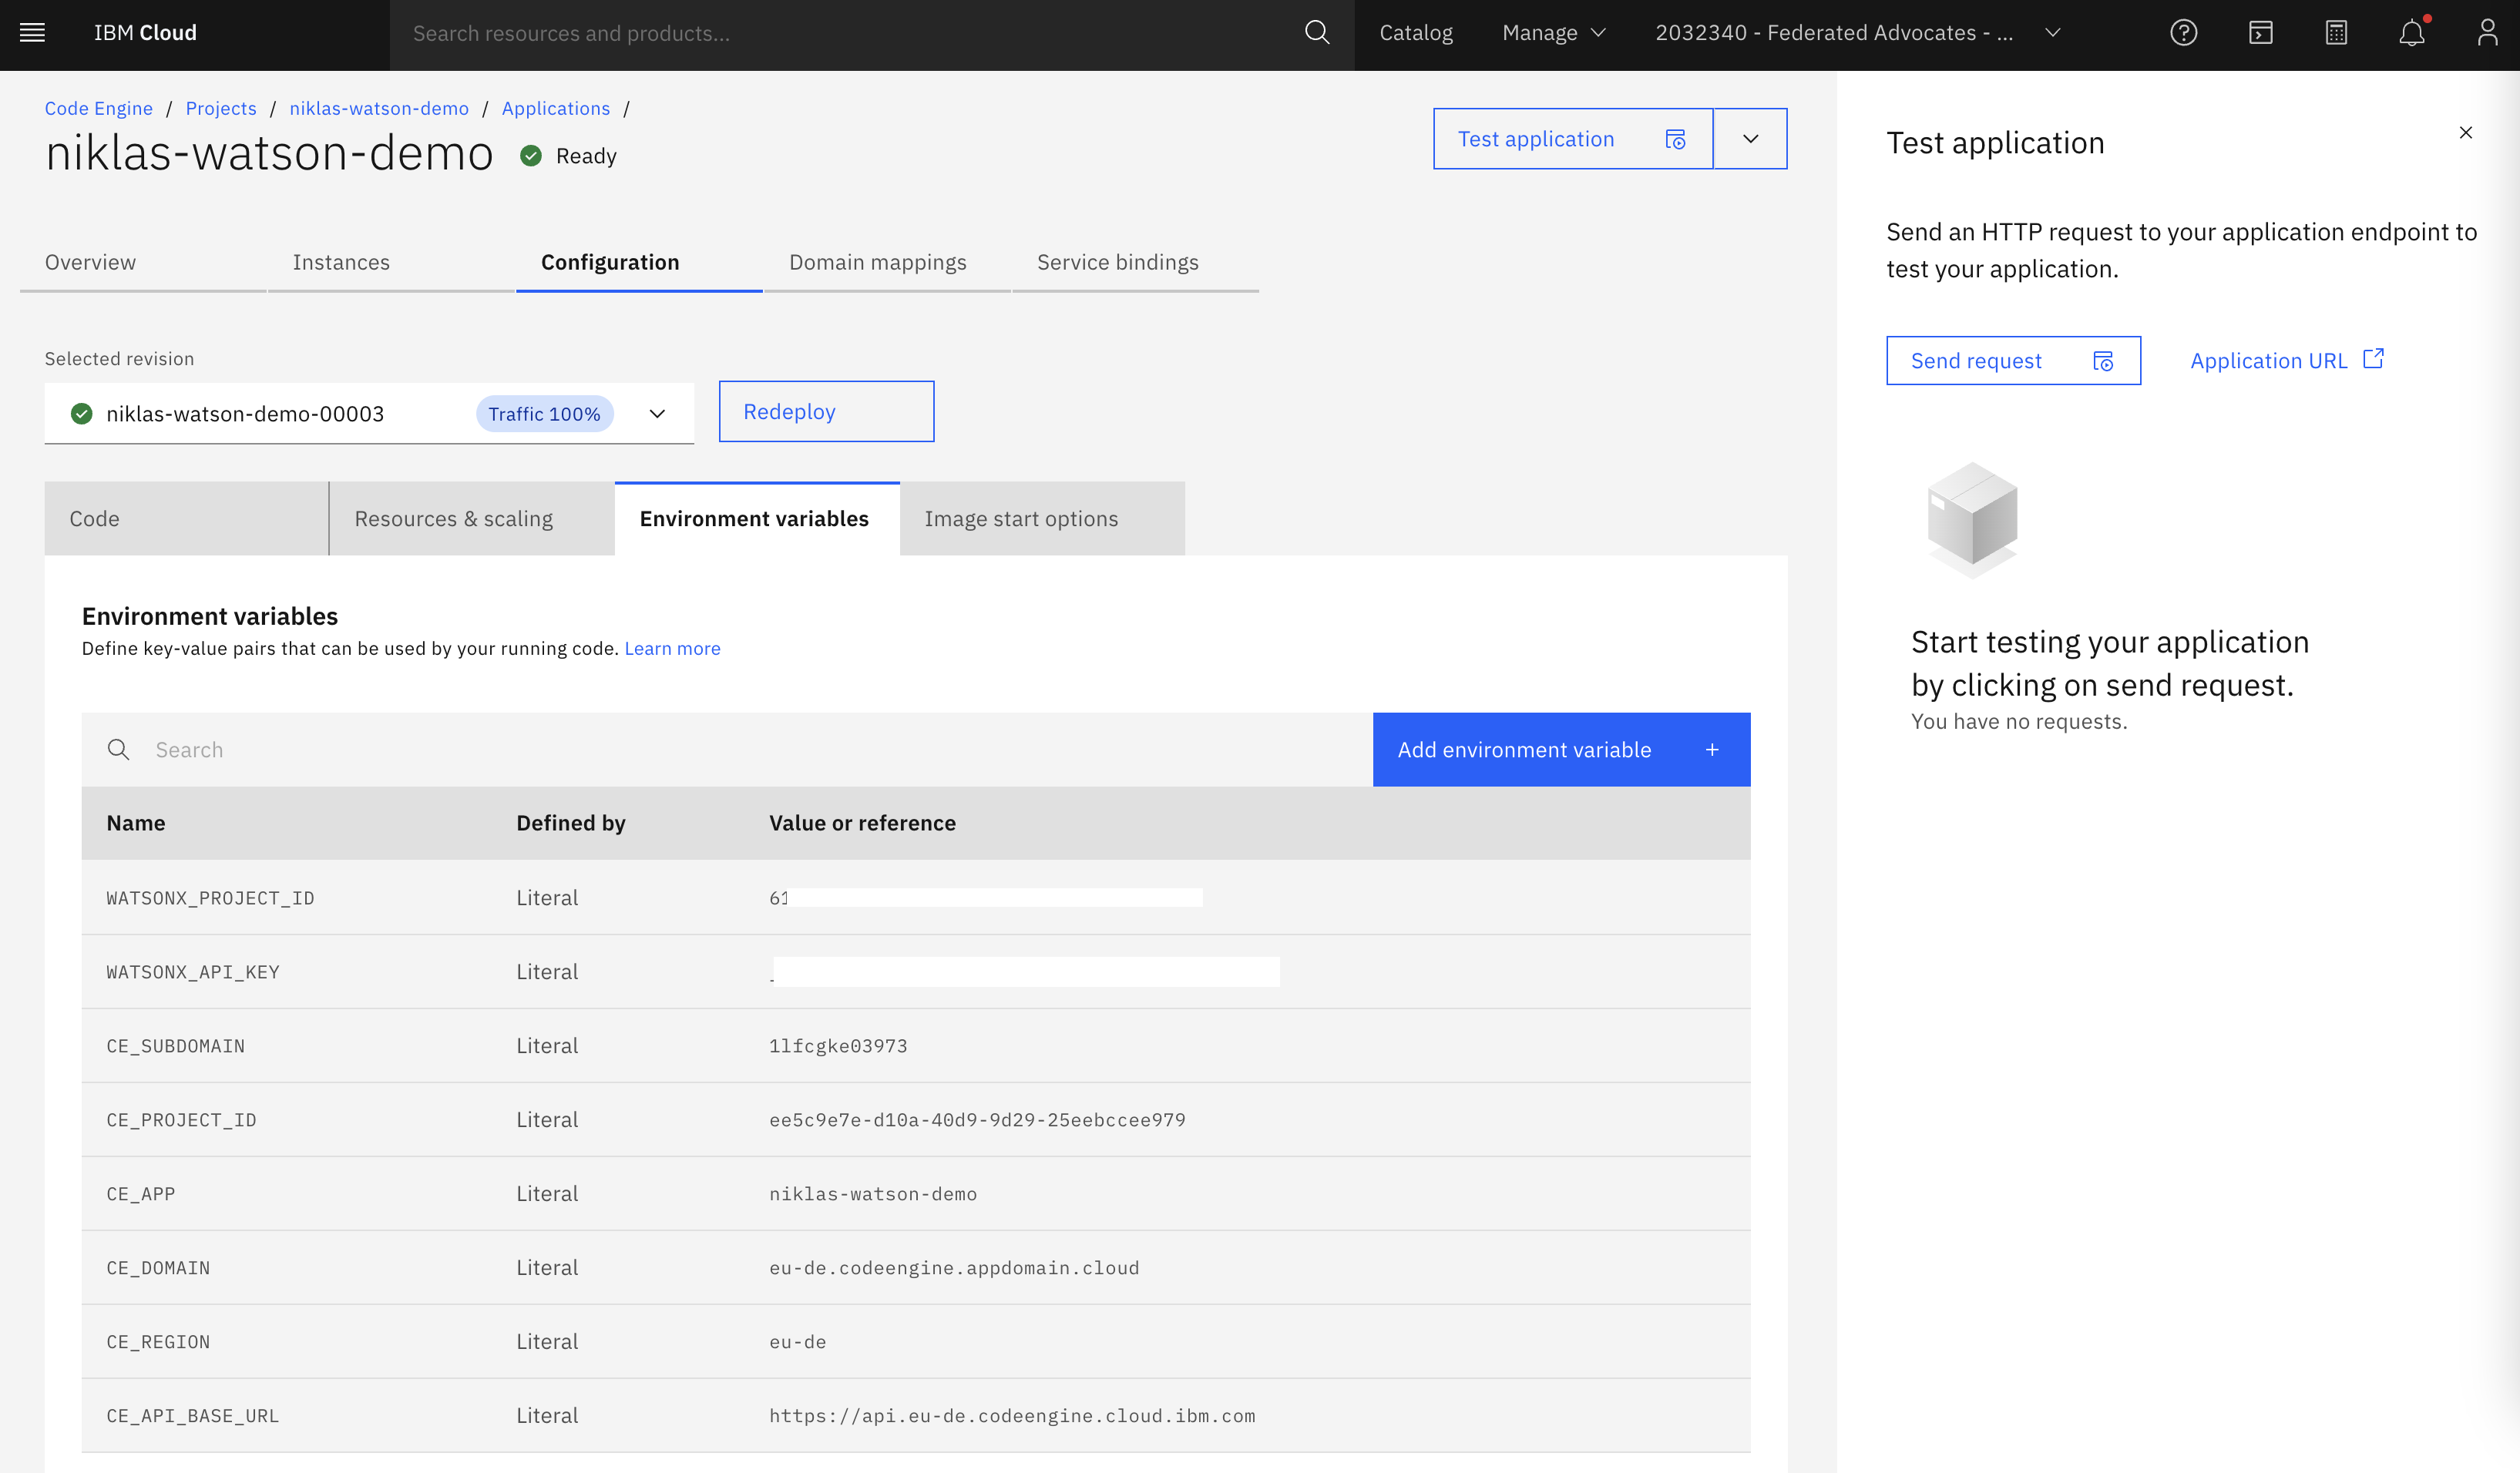 IBM Cloud
Search resources and products...
Catalog
Manage
2032340 - Federated Advocates - ...
Code Engine / Projects / niklas-watson-demo / Applications /
niklas-watson-demo
Ready
Test application
Overview
Instances
Configuration
Domain mappings
Service bindings
Selected revision
niklas-watson-demo-00003
Traffic 100%
Redeploy
Code
Resources & scaling
Environment variables
Image start options
Environment variables
Define key-value pairs that can be used by your running code. Learn more
Search
Add environment variable +
Name Defined by Value or reference
WATSONX_PROJECT_ID Literal 61
WATSONX_API_KEY Literal
CE_SUBDOMAIN Literal 1lfcgke03973
CE_PROJECT_ID Literal ee5c9e7e-d10a-40d9-9d29-25eebccee979
CE_APP Literal niklas-watson-demo
CE_DOMAIN Literal eu-de.codeengine.appdomain.cloud
CE_REGION Literal eu-de
CE_API_BASE_URL Literal https://api.eu-de.codeengine.cloud.ibm.com
Test application
Send an HTTP request to your application endpoint to
test your application.
Send request
Application URL
Start testing your application
by clicking on send request.
You have no requests.